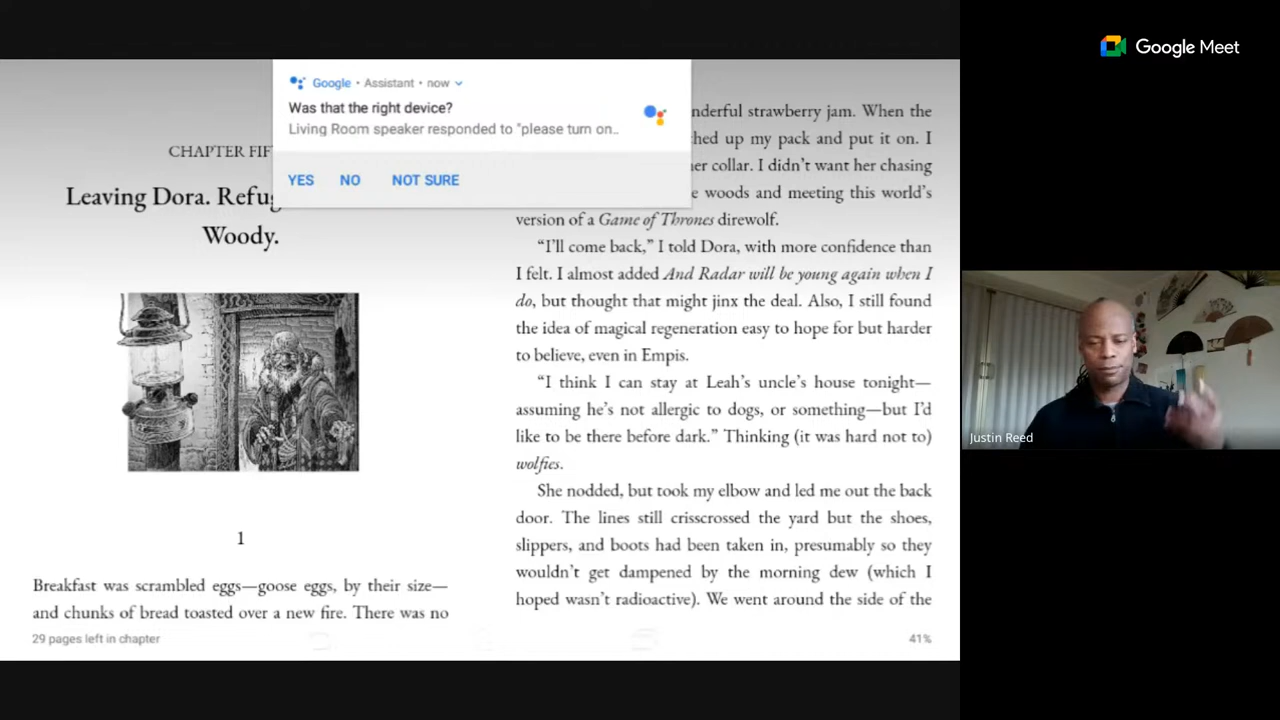 Google Meet
Google • Assistant • now
Was that the right device?
Living Room speaker responded to "please turn on..
YES NO NOT SURE
CHAPTER FIF
Leaving Dora. Refug
Woody.
1
Breakfast was scrambled eggs—goose eggs, by their size—
and chunks of bread toasted over a new fire. There was no
29 pages left in chapter
nderful strawberry jam. When the
hed up my pack and put it on. I
er collar. I didn’t want her chasing
e woods and meeting this world’s
version of a Game of Thrones direwolf.
“I’ll come back,” I told Dora, with more confidence than
I felt. I almost added And Radar will be young again when I
do, but thought that might jinx the deal. Also, I still found
the idea of magical regeneration easy to hope for but harder
to believe, even in Empis.
“I think I can stay at Leah’s uncle’s house tonight—
assuming he’s not allergic to dogs, or something—but I’d
like to be there before dark.” Thinking (it was hard not to)
wolfies.
She nodded, but took my elbow and led me out the back
door. The lines still crisscrossed the yard but the shoes,
slippers, and boots had been taken in, presumably so they
wouldn’t get dampened by the morning dew (which I
hoped wasn’t radioactive). We went around the side of the
41%
Justin Reed